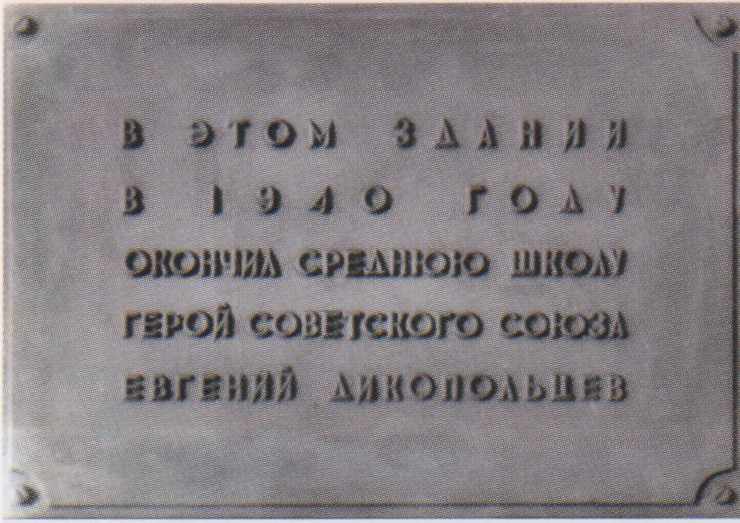 В ЭТОМ ЗДАНИИ
В 1940 ГОДУ
ОКОНЧИЛ СРЕДНЮЮ ШКОЛУ
ГЕРОЙ СОВЕТСКОГО СОЮЗА
ЕВГЕНИЙ ДИКОПОЛЬЦЕВ